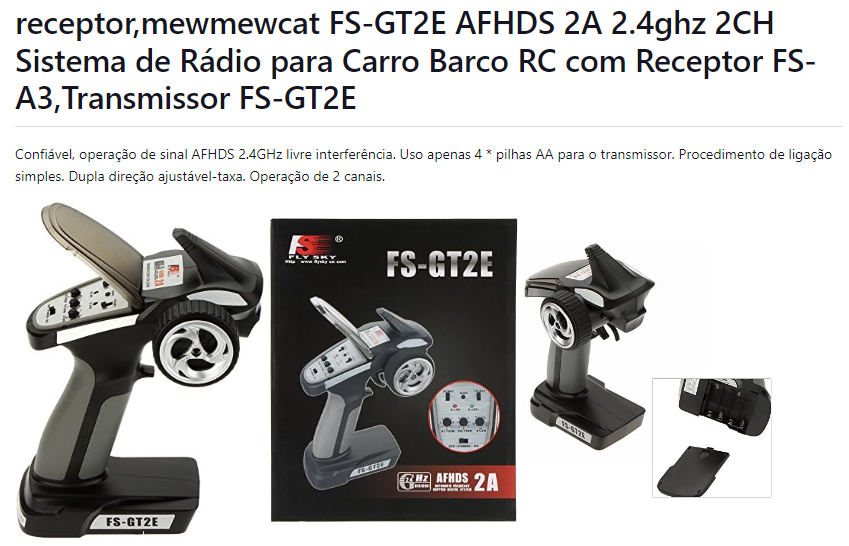 receptor,mewmewcat FS-GT2E AFHDS 2A 2.4ghz 2CH
Sistema de Rádio para Carro Barco RC com Receptor FS-
A3,Transmissor FS-GT2E
Confiável, operação de sinal AFHDS 2.4GHz livre interferência. Uso apenas 4 * pilhas AA para o transmissor. Procedimento de ligação
simples. Dupla direção ajustável-taxa. Operação de 2 canais.
FS ®
FLY SKY
FS-GT2E
AFHDS
2A
FS-GT2E
FS-GT2E
FS-GT2E